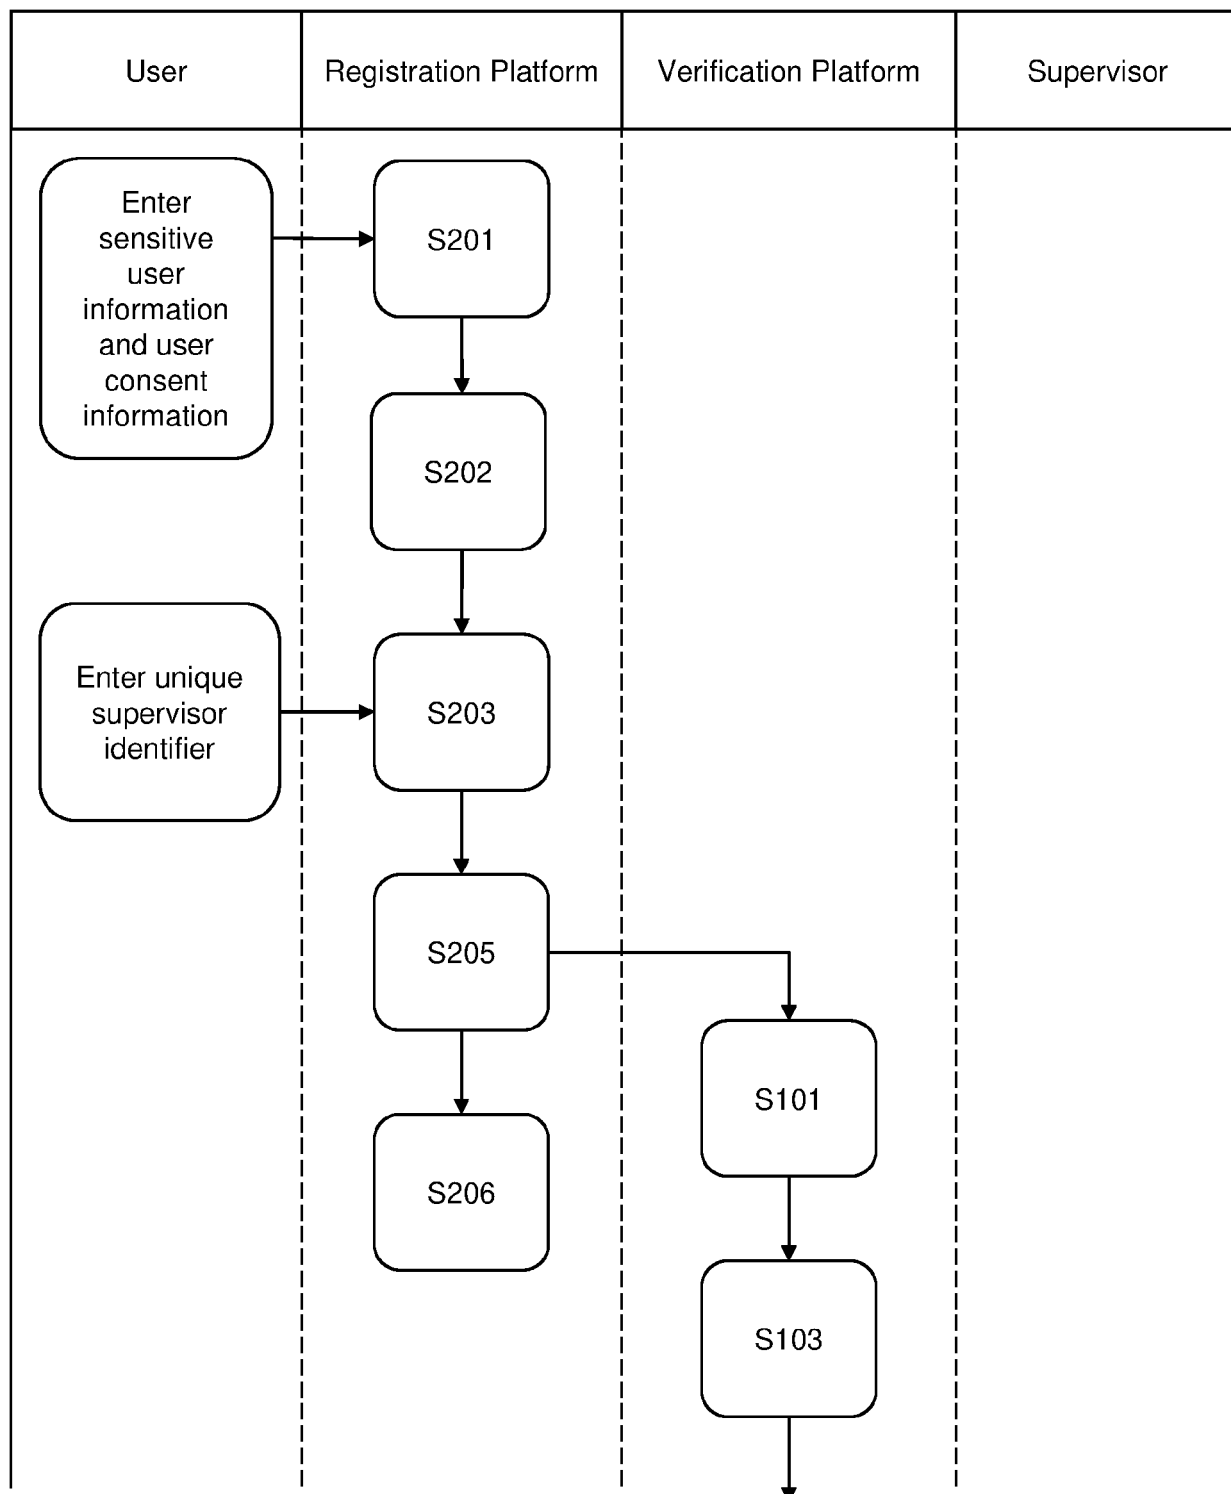 User
Registration Platform
Verification Platform
Supervisor
Enter
sensitive
user
information
and user
consent
information
S201
S202
Enter unique
supervisor
identifier
S203
S205
S101
S206
S103